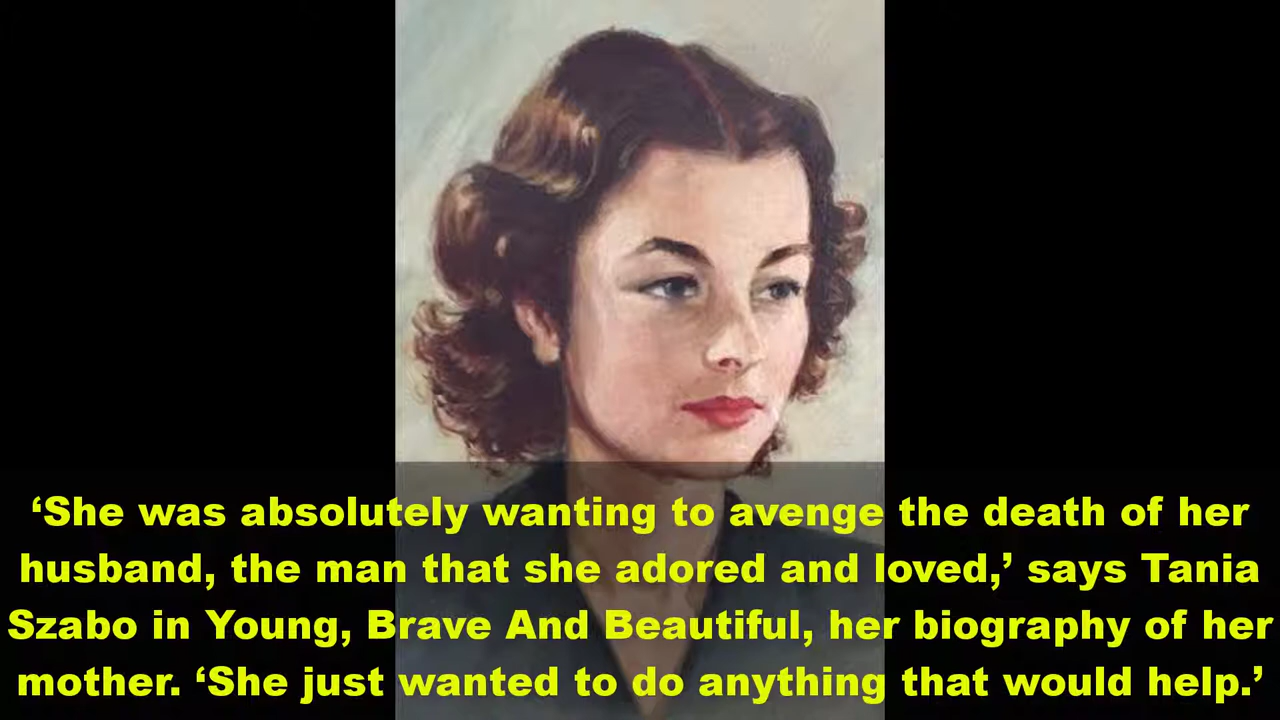 ‘She was absolutely wanting to avenge the death of her
husband, the man that she adored and loved,’ says Tania
Szabo in Young, Brave And Beautiful, her biography of her
mother. ‘She just wanted to do anything that would help.’